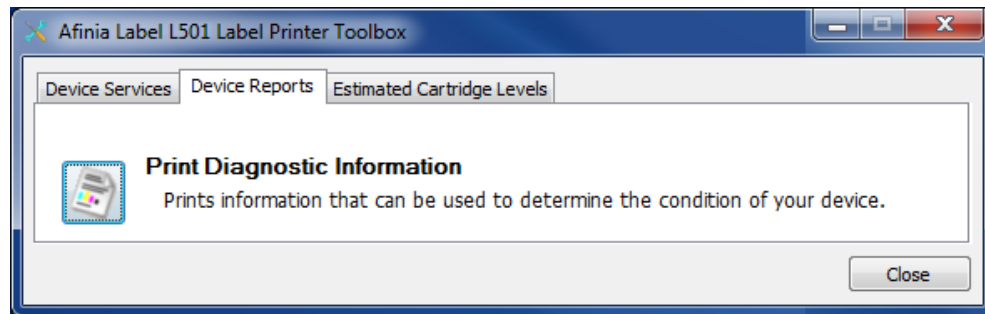 Afinia Label L501 Label Printer Toolbox
Device Services Device Reports Estimated Cartridge Levels
Print Diagnostic Information
Prints information that can be used to determine the condition of your device.
Close